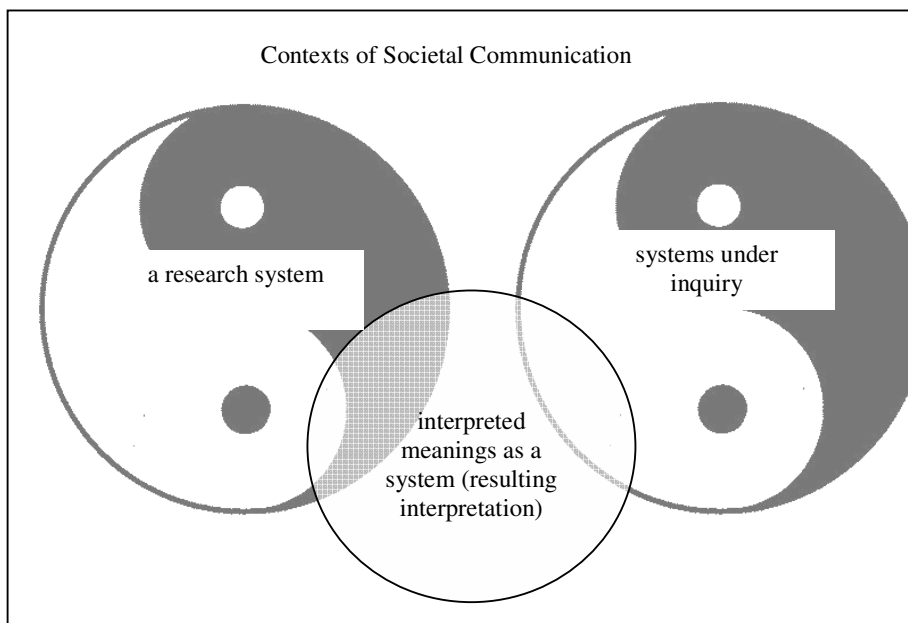 Contexts of Societal Communication
a research system
systems under
inquiry
interpreted
meanings as a
system (resulting
interpretation)